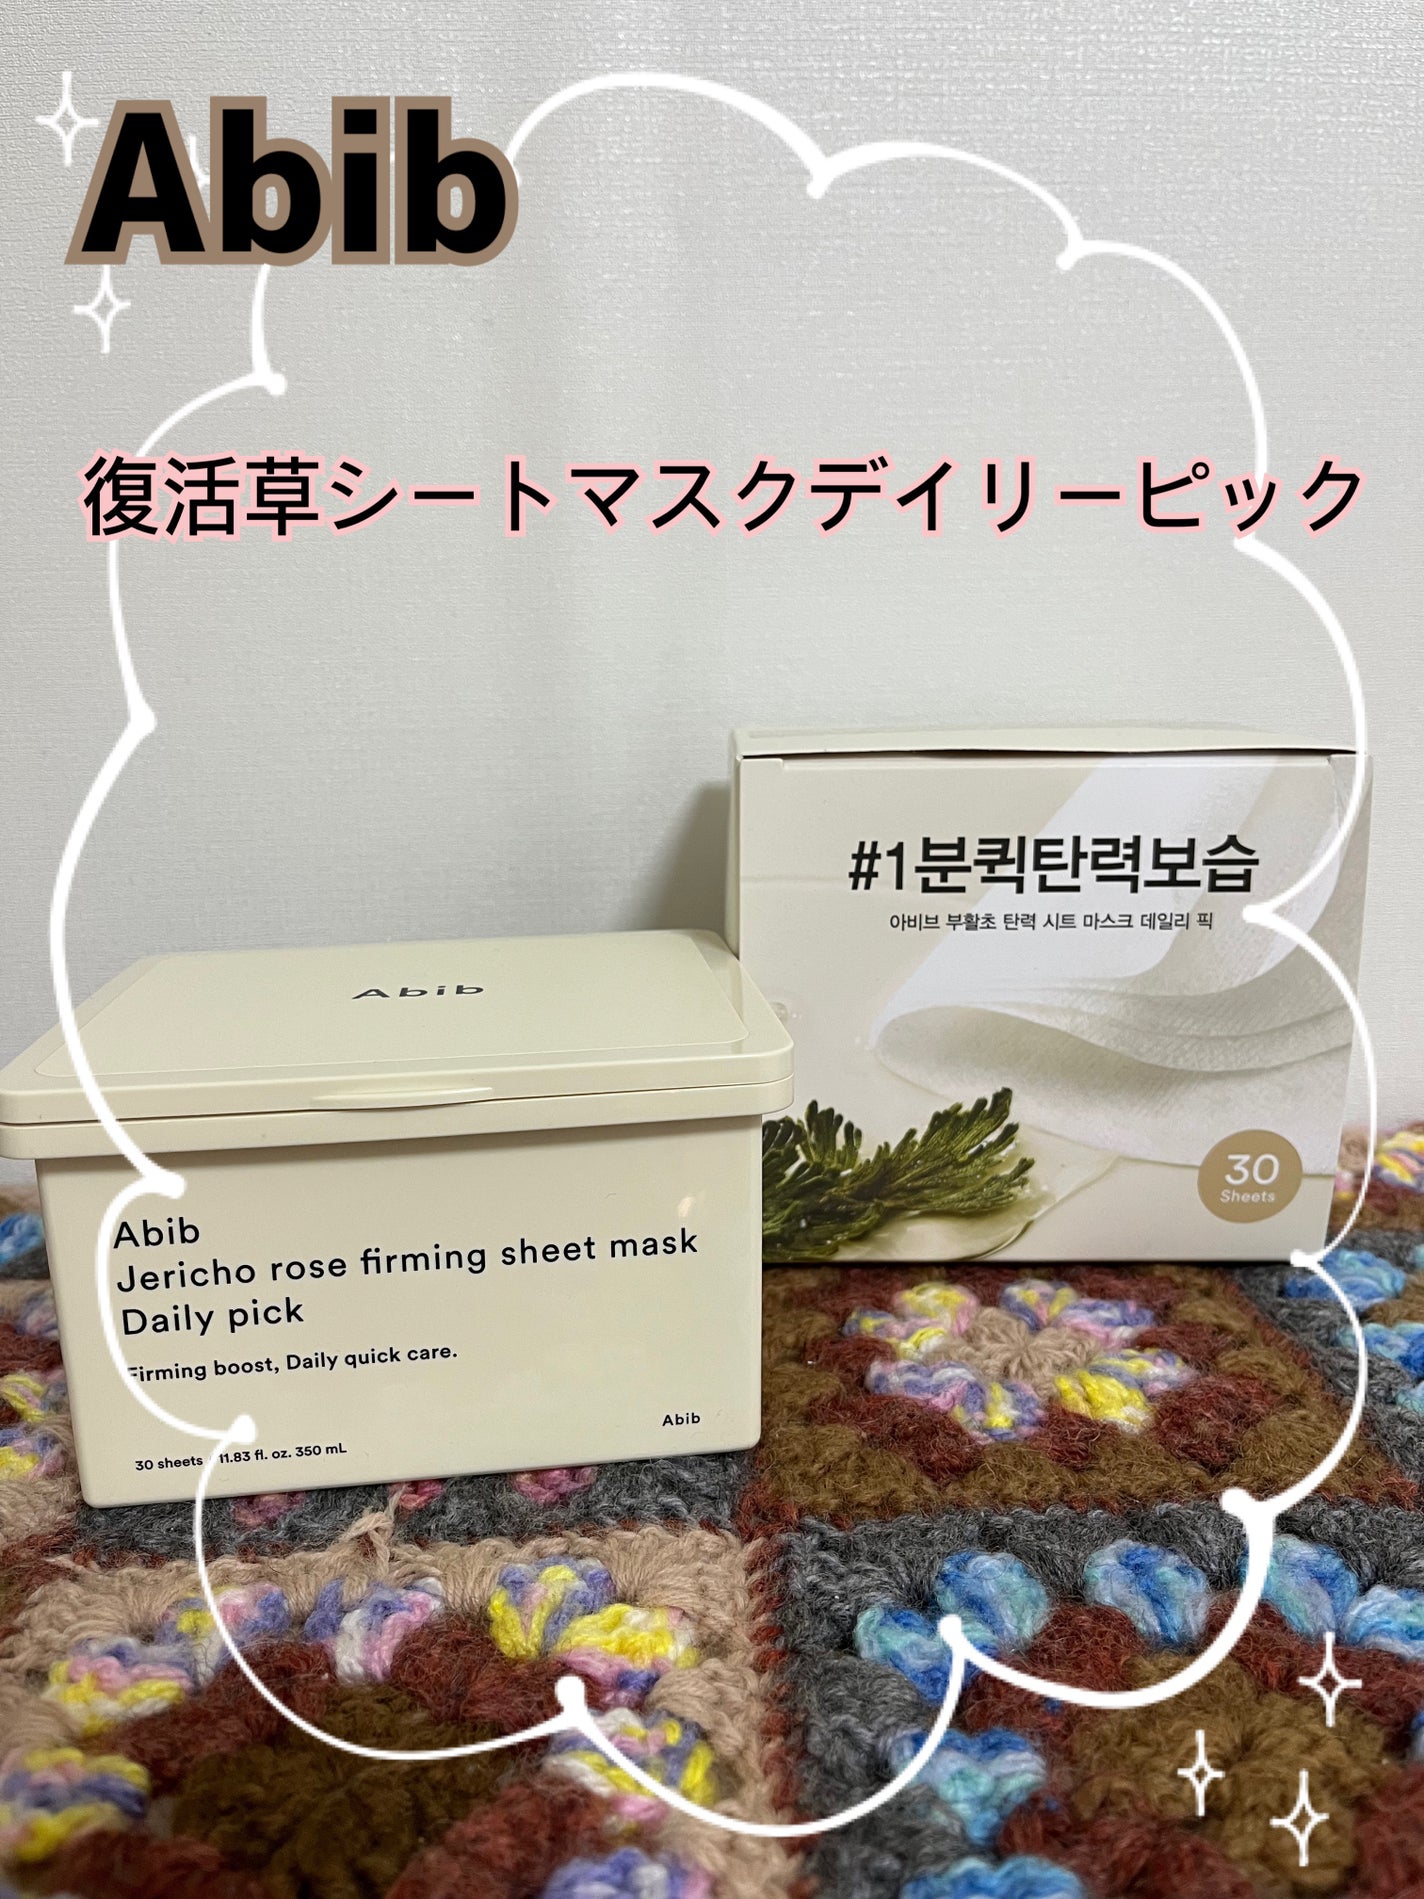 Abib
復活草シートマスクデイリーピック
#1분퀵탄력보습
아비브 부활초 탄력 시트 마스크 데일리 픽
30
Sheets
Abib
Abib
Jericho rose firming sheet mask
Daily pick
Firming boost, Daily quick care.
Abib
30 sheets 11.83 fl. oz. 350 mL